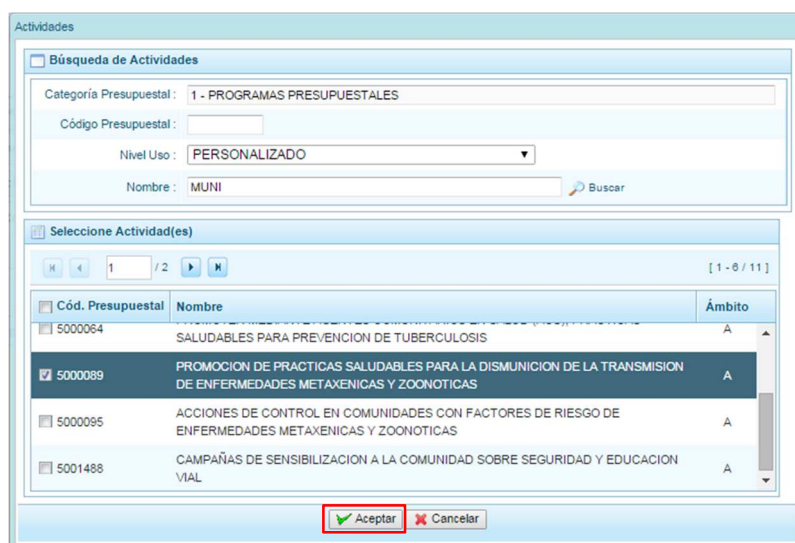 Actividades
Búsqueda de Actividades
Categoría Presupuestal : 1 - PROGRAMAS PRESUPUESTALES
Código Presupuestal :
Nivel Uso : PERSONALIZADO
Nombre : MUNI Buscar
Seleccione Actividad(es)
1 / 2 [ 1 - 6 / 11 ]
Cód. Presupuestal Nombre Ámbito
5000064 A
SALUDABLES PARA PREVENCION DE TUBERCULOSIS
PROMOCION DE PRACTICAS SALUDABLES PARA LA DISMUNICION DE LA TRANSMISION
5000089 A
DE ENFERMEDADES METAXENICAS Y ZOONOTICAS
ACCIONES DE CONTROL EN COMUNIDADES CON FACTORES DE RIESGO DE
5000095 A
ENFERMEDADES METAXENICAS Y ZOONOTICAS
CAMPAÑAS DE SENSIBILIZACION A LA COMUNIDAD SOBRE SEGURIDAD Y EDUCACION
5001488 A
VIAL
Aceptar Cancelar